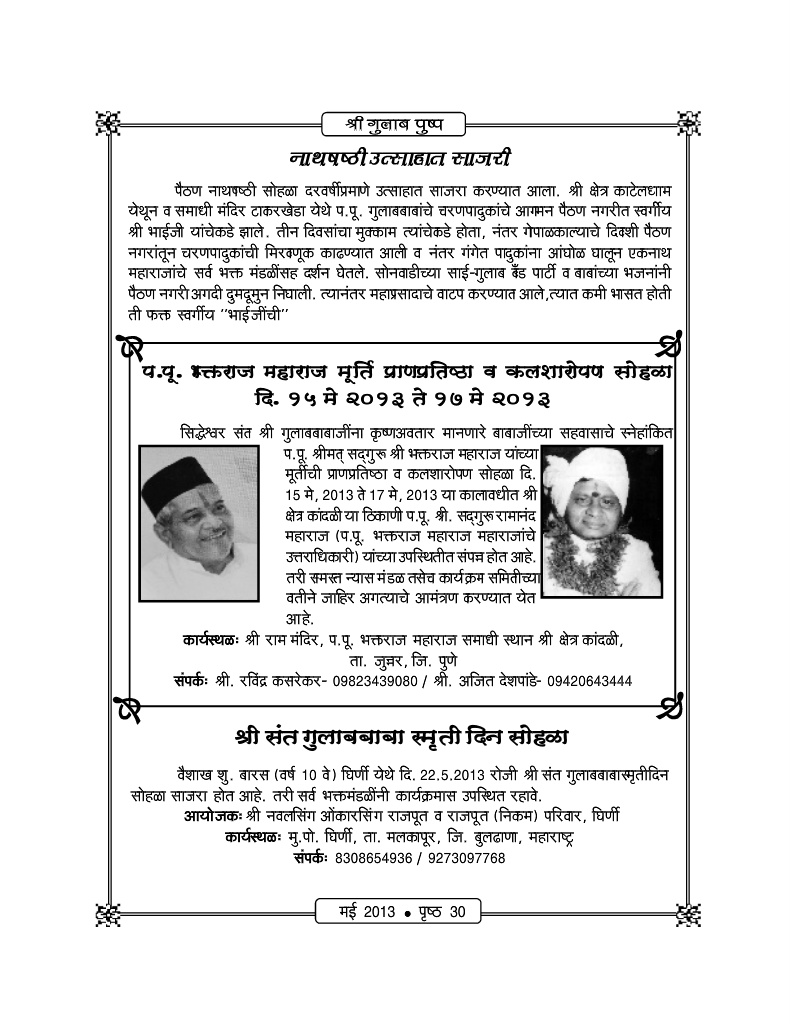 श्री गुलाब पुष्प
नाथषष्ठी उत्साहात साजरी
पैठण नाथषष्ठी सोहळा दरवर्षीप्रमाणे उत्साहात साजरा करण्यात आला. श्री क्षेत्र काटेलधाम
येथून व समाधी मंदिर टाकरखेडा येथे प.पू. गुलाबबाबांचे चरणपादुकांचे आगमन पैठण नगरीत स्वर्गीय
श्री भाईजी यांचेकडे झाले. तीन दिवसांचा मुक्काम त्यांचेकडे होता, नंतर गेपाळकाल्याचे दिवशी पैठण
नगरांतून चरणपादुकांची मिरवणूक काढण्यात आली व नंतर गंगेत पादुकांना आंघोळ घालून एकनाथ
महाराजांचे सर्व भक्त मंडळींसह दर्शन घेतले. सोनवाडीच्या साई-गुलाब बँड पार्टी व बाबांच्या भजनांनी
पैठण नगरी अगदी दुमदूमुन निघाली. त्यानंतर महाप्रसादाचे वाटप करण्यात आले,त्यात कमी भासत होती
ती फक्त स्वर्गीय ''भाईजींची''
प.पू. भक्तराज महाराज मूर्ति प्राणप्रतिष्ठा व कलशारोपण सोहळा
दि. १५ मे २०१३ ते १७ मे २०१३
सिद्धेश्वर संत श्री गुलाबबाबाजींना कृष्णअवतार मानणारे बाबाजींच्या सहवासाचे स्नेहांकित
प.पू. श्रीमत् सद्‌गुरू श्री भक्तराज महाराज यांच्या
मूर्तीची प्राणप्रतिष्ठा व कलशारोपण सोहळा दि.
15 मे, 2013 ते 17 मे, 2013 या कालावधीत श्री
क्षेत्र कांदळी या ठिकाणी प.पू. श्री. सद्‌गुरू रामानंद
महाराज (प.पू. भक्तराज महाराज महाराजांचे
उत्तराधिकारी) यांच्या उपस्थितीत संपन्न होत आहे.
तरी समस्त न्यास मंडळ तसेच कार्यक्रम समितीच्या
वतीने जाहिर अगत्याचे आमंत्रण करण्यात येत
आहे.
कार्यस्थळः श्री राम मंदिर, प.पू. भक्तराज महाराज समाधी स्थान श्री क्षेत्र कांदळी,
ता. जुन्नर, जि. पुणे
संपर्कः श्री. रविंद्र कसरेकर- 09823439080 / श्री. अजित देशपांडे- 09420643444
श्री संत गुलाबबाबा स्मृती दिन सोहळा
वैशाख शु. बारस (वर्ष 10 वे) घिर्णी येथे दि. 22.5.2013 रोजी श्री संत गुलाबबाबास्मृतीदिन
सोहळा साजरा होत आहे. तरी सर्व भक्तमंडळींनी कार्यक्रमास उपस्थित रहावे.
आयोजकः श्री नवलसिंग ओंकारसिंग राजपूत व राजपूत (निकम) परिवार, घिर्णी
कार्यस्थळः मु.पो. घिर्णी, ता. मलकापूर, जि. बुलढाणा, महाराष्ट्र
संपर्कः 8308654936 / 9273097768
मई 2013 ● पृष्ठ 30